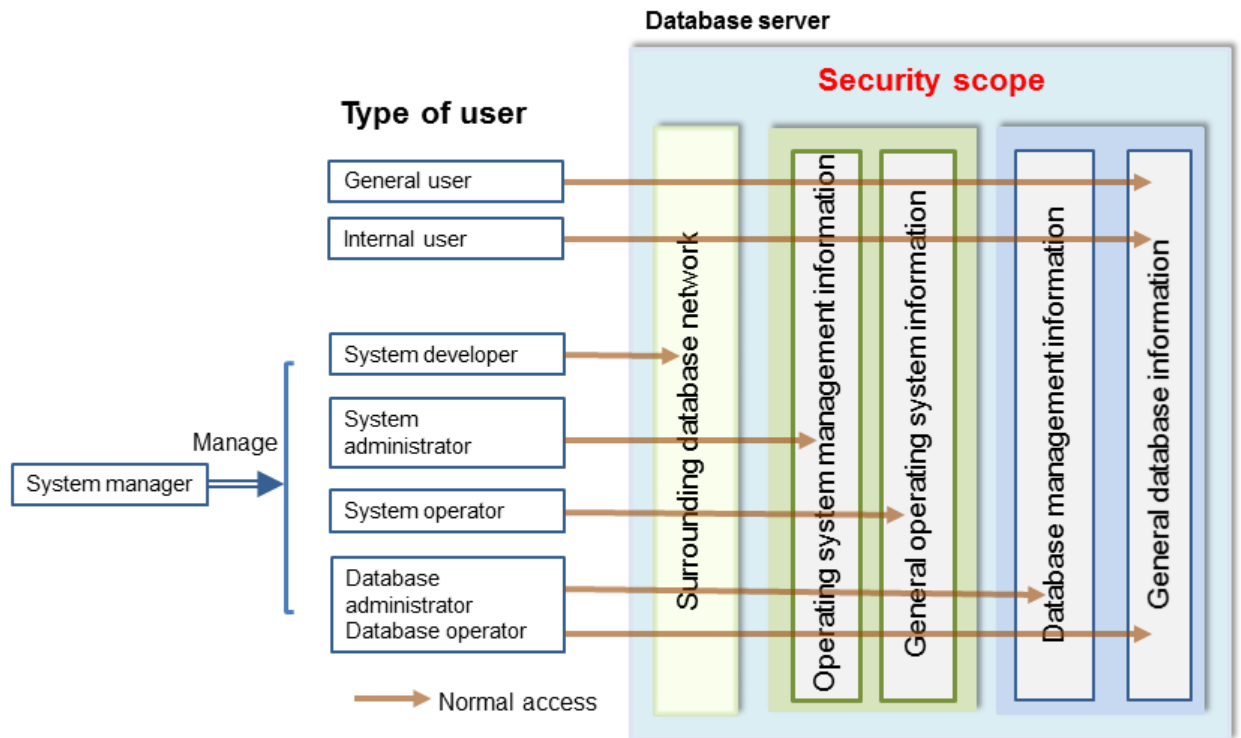 Database server
Security scope
Type of user
General user
Internal user
System developer
System
administrator
System operator
Database
administrator
Database operator
Manage
System manager
Normal access
Surrounding database network
Operating system management information
General operating system information
Database management information
General database information